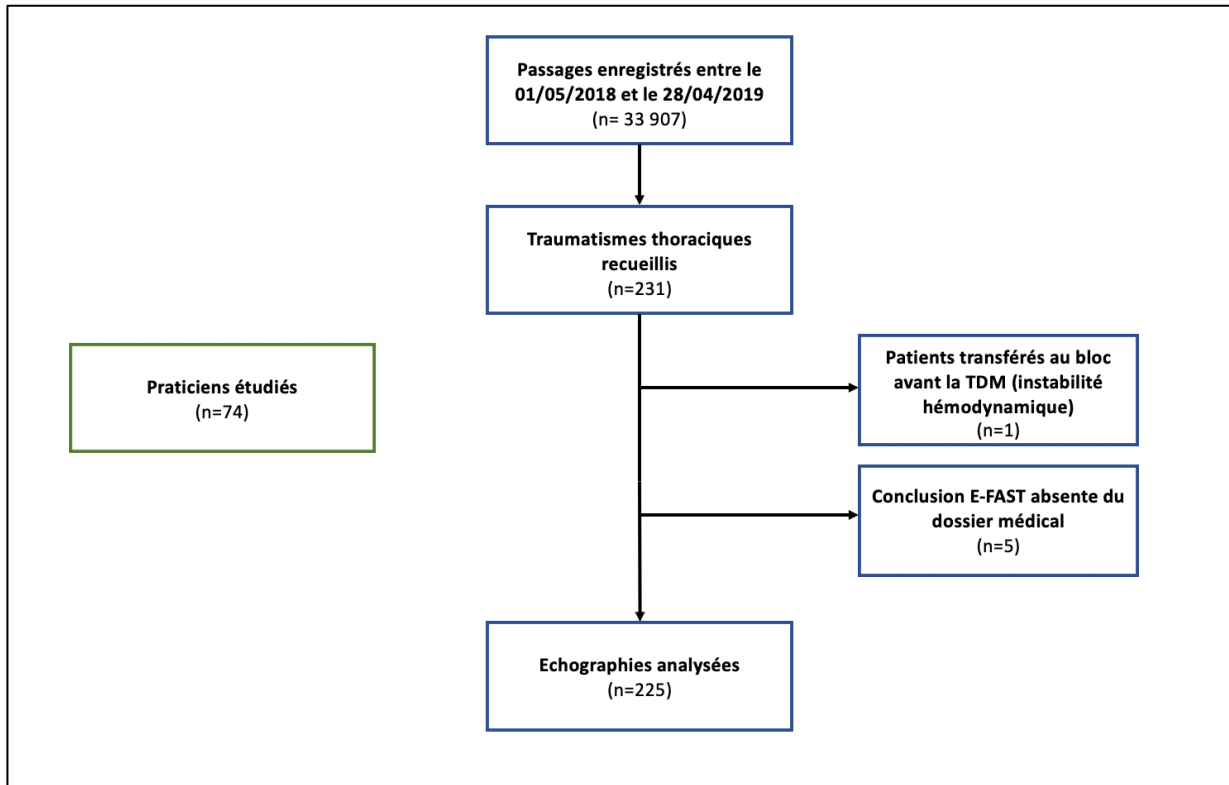 Passages enregistrés entre le
01/05/2018 et le 28/04/2019
(n= 33 907)
Traumatismes thoraciques
recueillis
(n=231)
Praticiens étudiés
(n=74)
Patients transférés au bloc
avant la TDM (instabilité
hémodynamique)
(n=1)
Conclusion E-FAST absente du
dossier médical
(n=5)
Echographies analysées
(n=225)